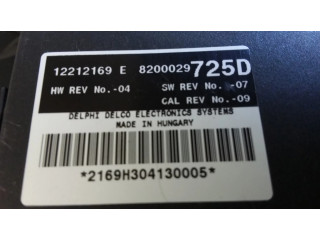 12212169 E 8200029725D
HW REV No.-04 SW REV No. -07
CAL REV No.-09
DELPHI DELCO ELECTRONICS SYSTEMS
MADE IN HUNGARY
*2169H304130005*